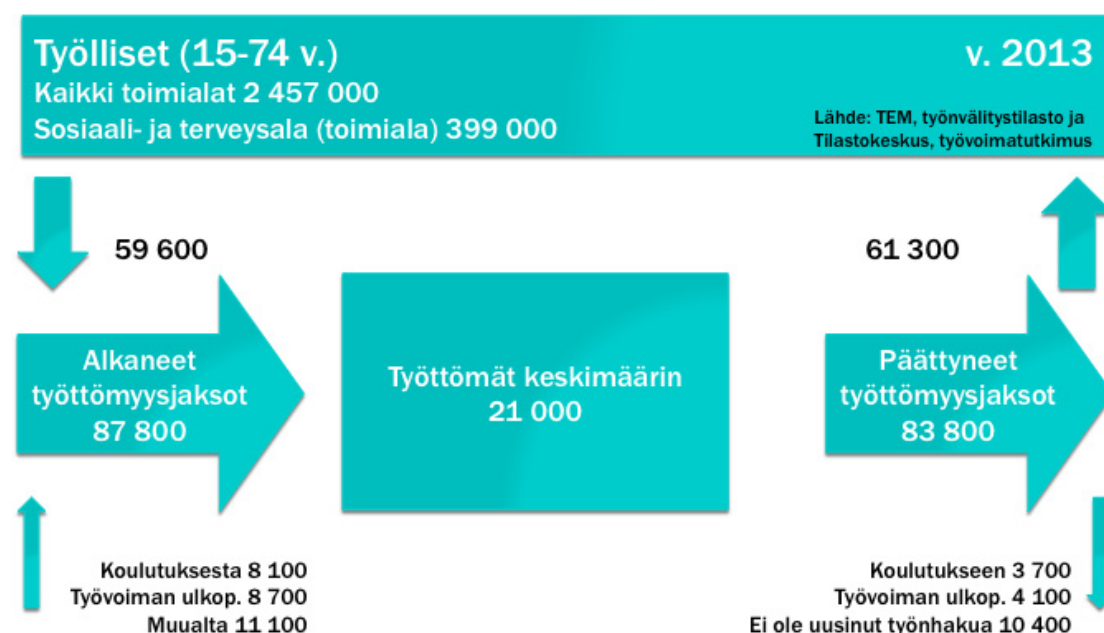 Työlliset (15-74 v.)
v. 2013
Kaikki toimialat 2 457 000
Sosiaali- ja terveysala (toimiala) 399 000
Lähde: TEM, työnvälitystilasto ja
Tilastokeskus, työvoimatutkimus
59 600
61 300
Alkaneet
työttömyysjaksot
87 800
Työttömät keskimäärin
21 000
Päättyneet
työttömyysjaksot
83 800
Koulutuksesta 8 100
Työvoiman ulkop. 8 700
Muualta 11 100
Koulutukseen 3 700
Työvoiman ulkop. 4 100
Ei ole uusinut työnhakua 10 400